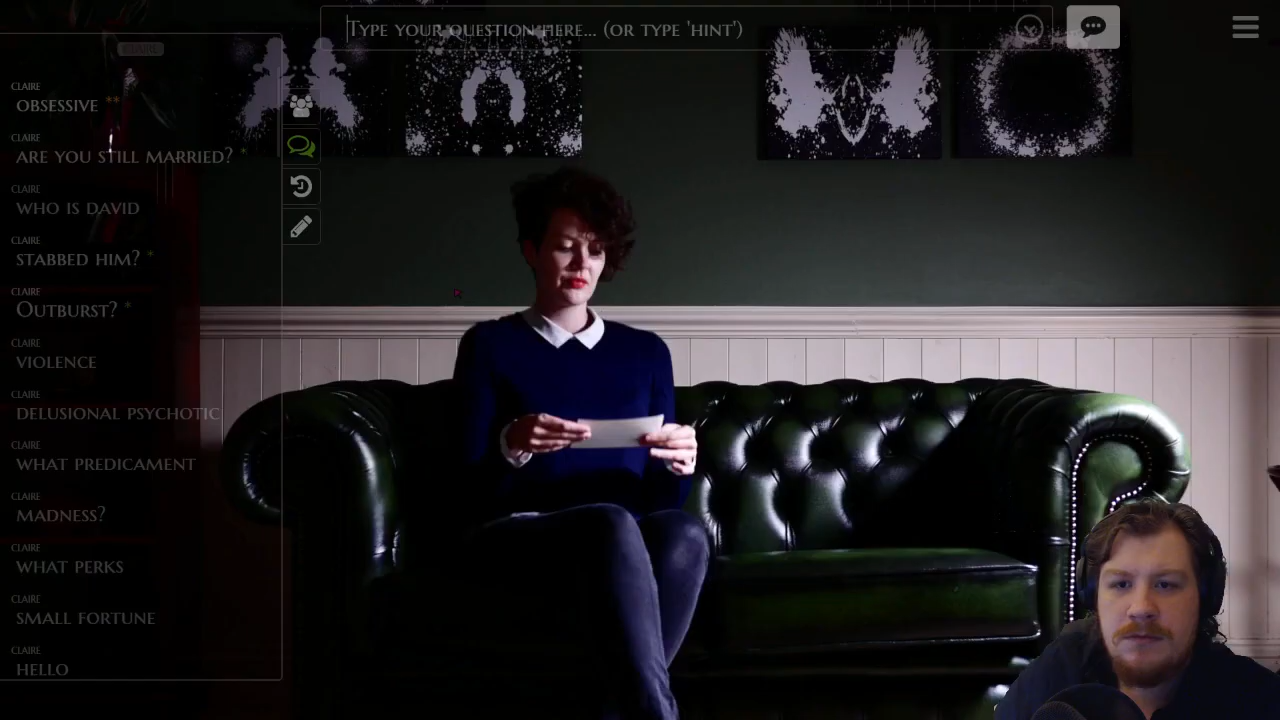 Type your question here... (or type 'hint')
CLAIRE
CLAIRE
OBSESSIVE **
CLAIRE
ARE YOU STILL MARRIED? *
CLAIRE
WHO IS DAVID
CLAIRE
STABBED HIM? *
CLAIRE
OUTBURST? *
CLAIRE
VIOLENCE
CLAIRE
DELUSIONAL PSYCHOTIC
CLAIRE
WHAT PREDICAMENT
CLAIRE
MADNESS?
CLAIRE
WHAT PERKS
CLAIRE
SMALL FORTUNE
CLAIRE
HELLO